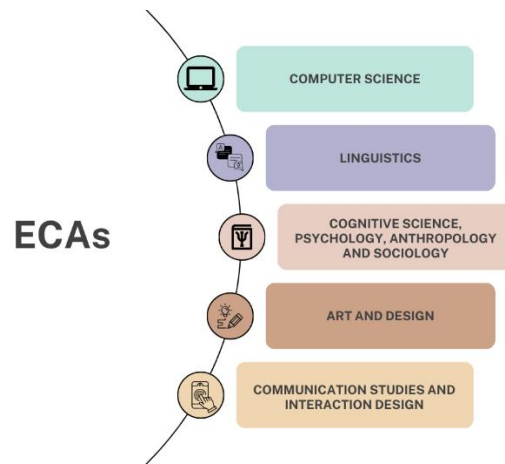 COMPUTER SCIENCE
LINGUISTICS
ECAs
COGNITIVE SCIENCE,
PSYCHOLOGY, ANTHROPOLOGY
AND SOCIOLOGY
ART AND DESIGN
COMMUNICATION STUDIES AND
INTERACTION DESIGN